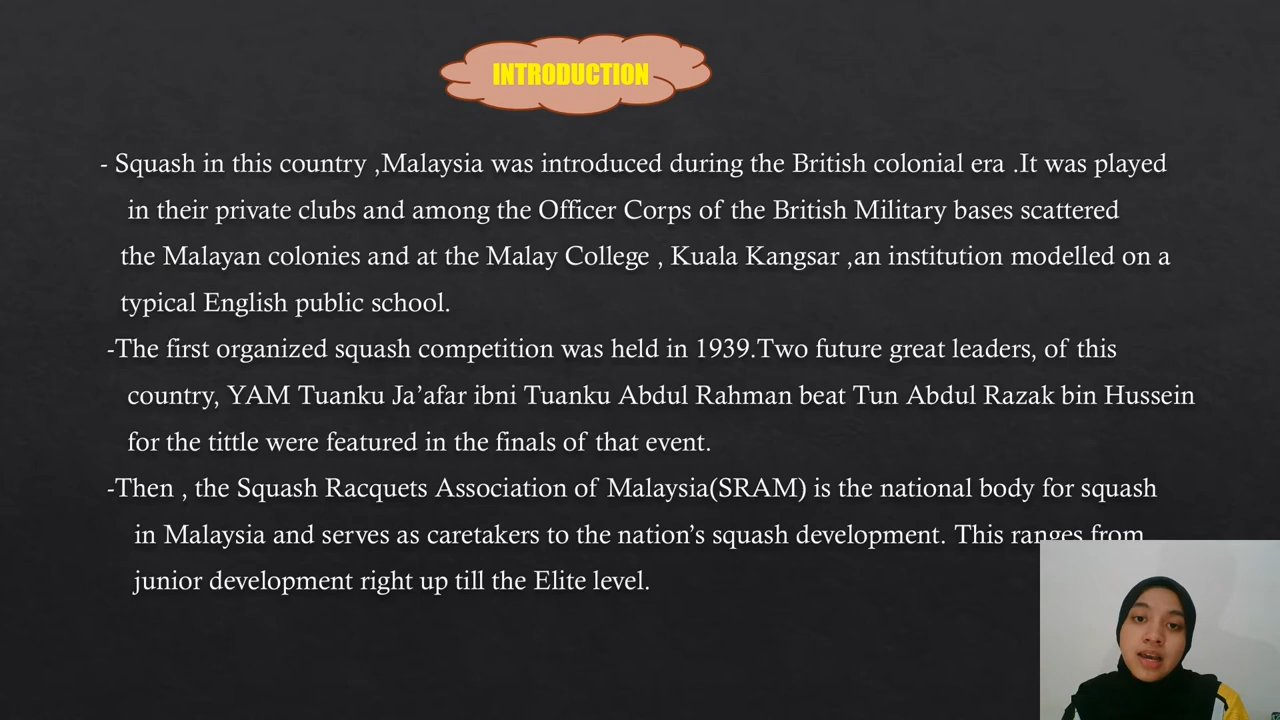 INTRODUCTION
- Squash in this country ,Malaysia was introduced during the British colonial era .It was played
in their private clubs and among the Officer Corps of the British Military bases scattered
the Malayan colonies and at the Malay College , Kuala Kangsar ,an institution modelled on a
typical English public school.
-The first organized squash competition was held in 1939.Two future great leaders, of this
country, YAM Tuanku Ja’afar ibni Tuanku Abdul Rahman beat Tun Abdul Razak bin Hussein
for the tittle were featured in the finals of that event.
-Then , the Squash Racquets Association of Malaysia(SRAM) is the national body for squash
in Malaysia and serves as caretakers to the nation’s squash development. This ranges from
junior development right up till the Elite level.